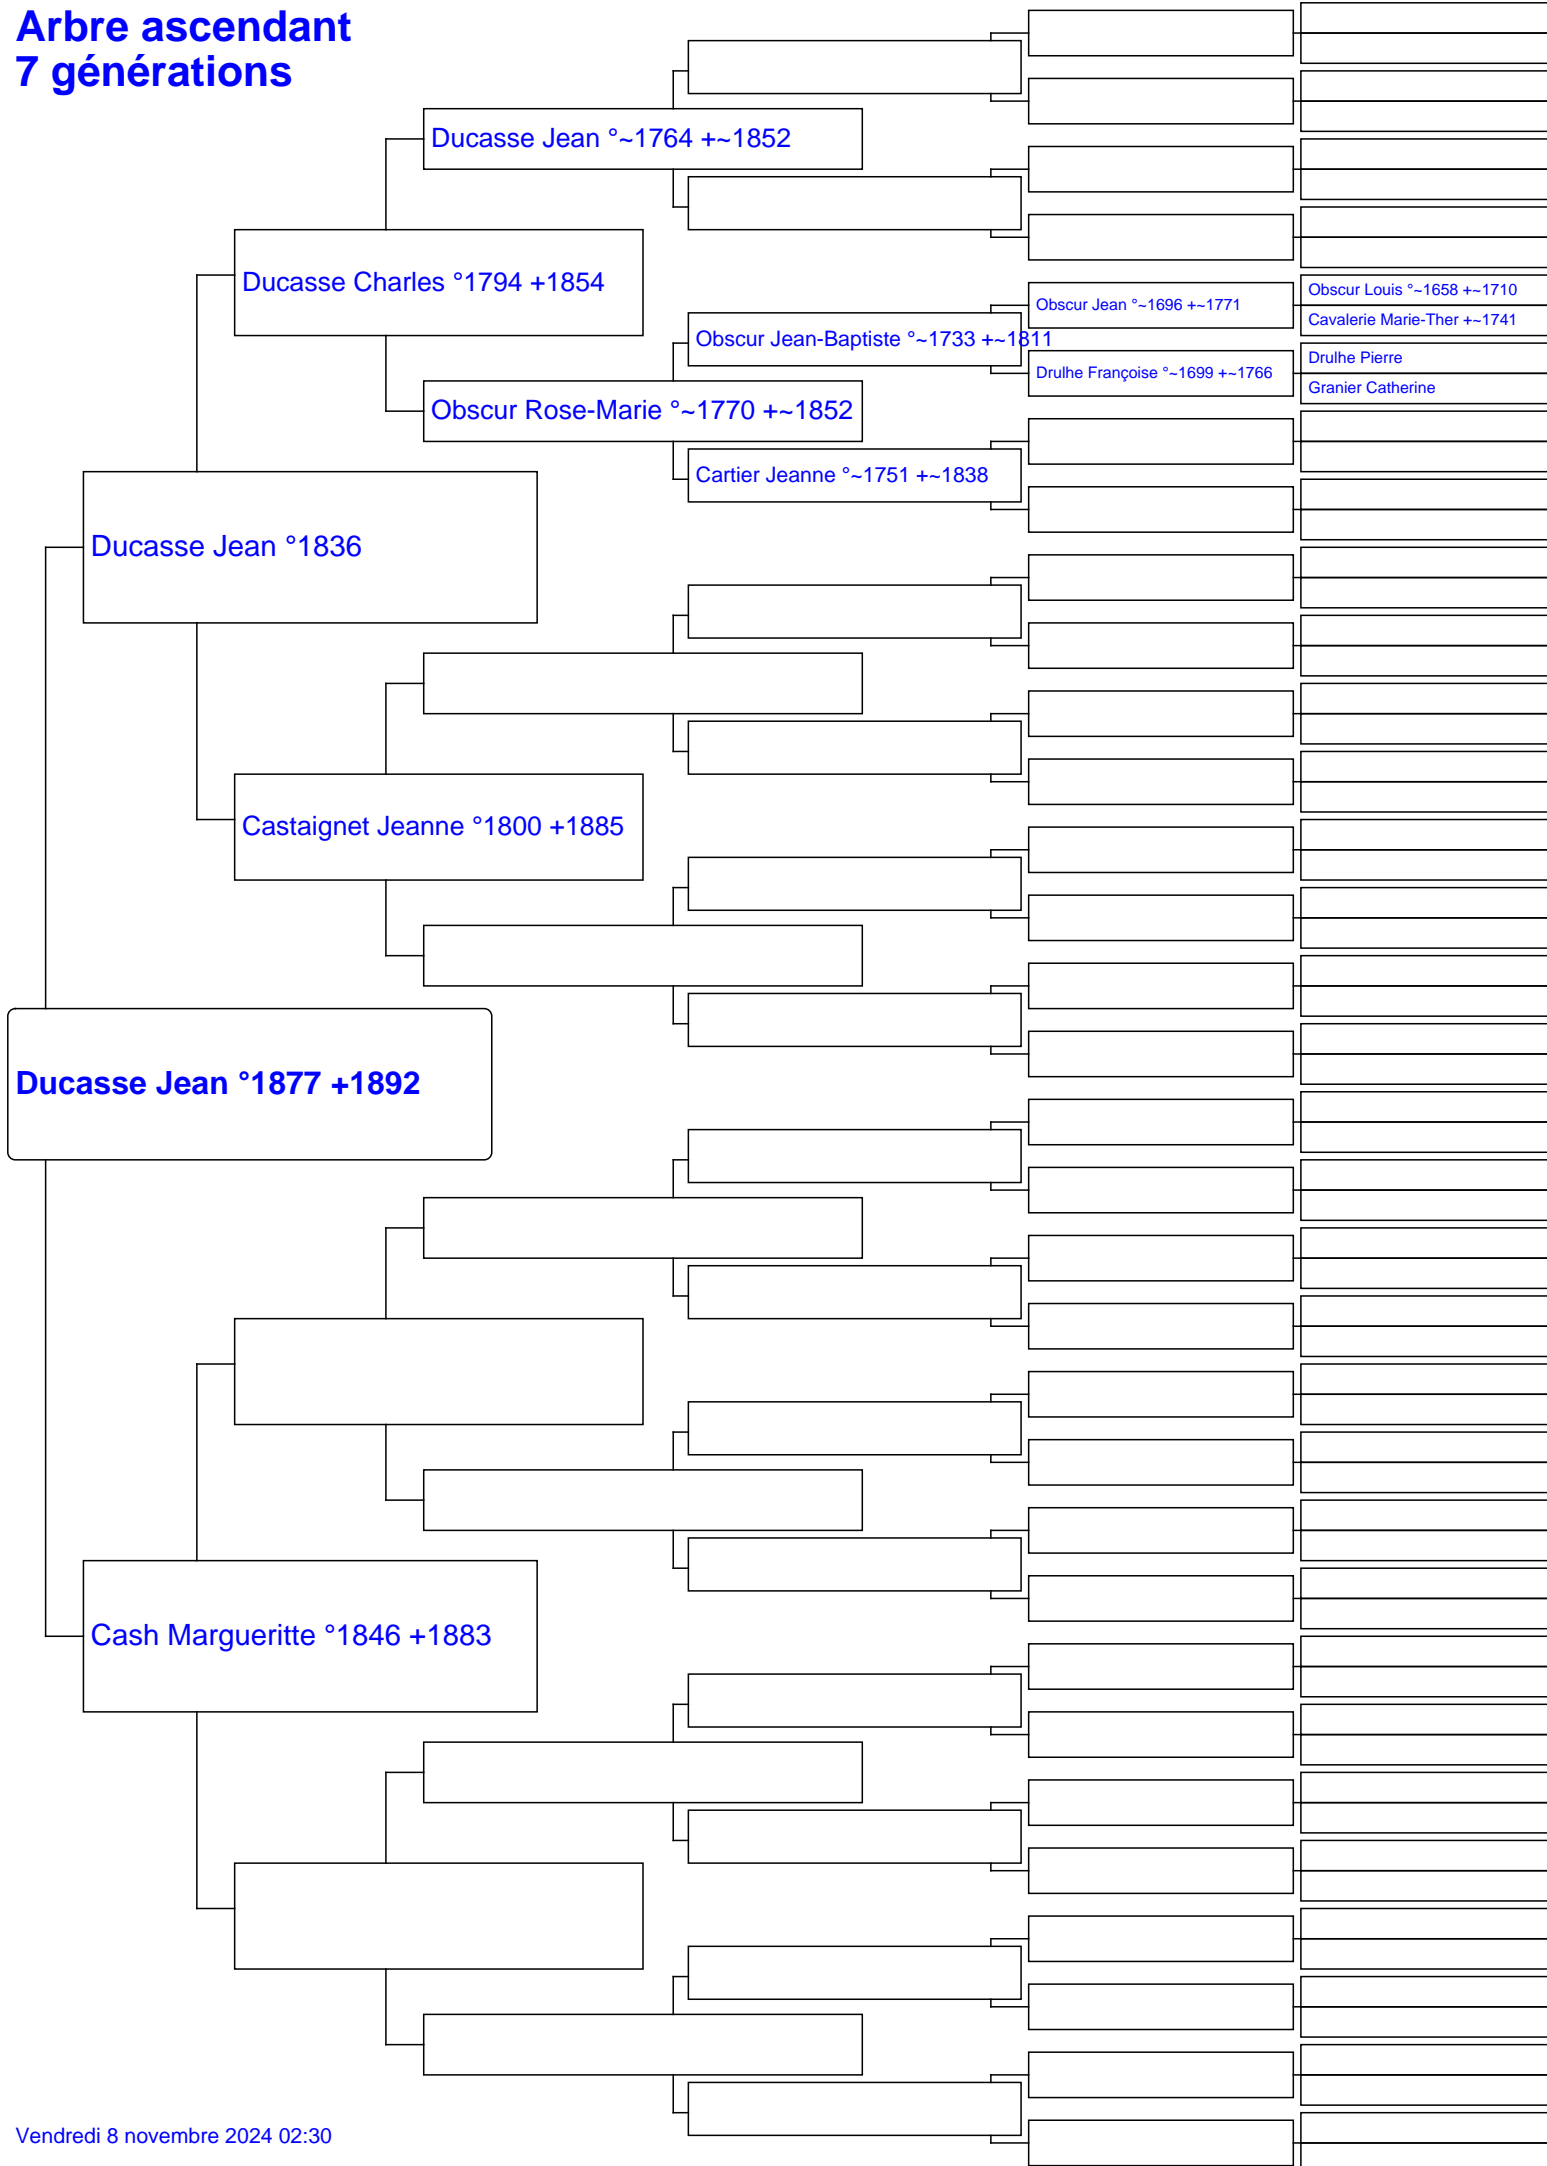 Arbre ascendant
7 générations
Ducasse Jean °~1764 +~1852
Ducasse Charles °1794 +1854
Obscur Louis °~1658 +~1710
Obscur Jean °~1696 +~1771
Cavalerie Marie-Ther +~1741
Obscur Jean-Baptiste °~1733 +~1811
Drulhe Pierre
Drulhe Françoise °~1699 +~1766
Granier Catherine
Obscur Rose-Marie °~1770 +~1852
Cartier Jeanne °~1751 +~1838
Ducasse Jean °1836
Castaignet Jeanne °1800 +1885
Ducasse Jean °1877 +1892
Cash Margueritte °1846 +1883
Vendredi 8 novembre 2024 02:30